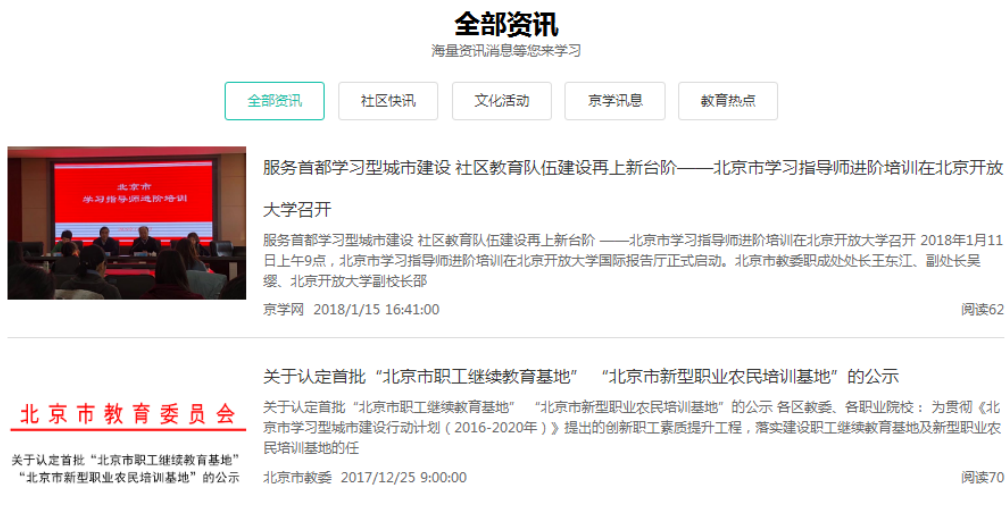 全部资讯
海量资讯消息等您来学习
全部资讯
社区快讯
文化活动
京学讯息
教育热点
北京市
学习指导师进阶培训
服务首都学习型城市建设 社区教育队伍建设再上新台阶——北京市学习指导师进阶培训在北京开放
大学召开
服务首都学习型城市建设 社区教育队伍建设再上新台阶 ——北京市学习指导师进阶培训在北京开放大学召开 2018年1月11
日上午9点，北京市学习指导师进阶培训在北京开放大学国际报告厅正式启动。北京市教委职成处处长王东江、副处长吴
缨、北京开放大学副校长邵
京学网 2018/1/15 16:41:00
阅读62
北京市教育委员会
关于认定首批“北京市职工继续教育基地”
“北京市新型职业农民培训基地”的公示
关于认定首批“北京市职工继续教育基地” “北京市新型职业农民培训基地”的公示
关于认定首批“北京市职工继续教育基地” “北京市新型职业农民培训基地”的公示 各区教委、各职业院校： 为贯彻《北
京市学习型城市建设行动计划（2016-2020年）》提出的创新职工素质提升工程，落实建设职工继续教育基地及新型职业农
民培训基地的任
北京市教委 2017/12/25 9:00:00
阅读70